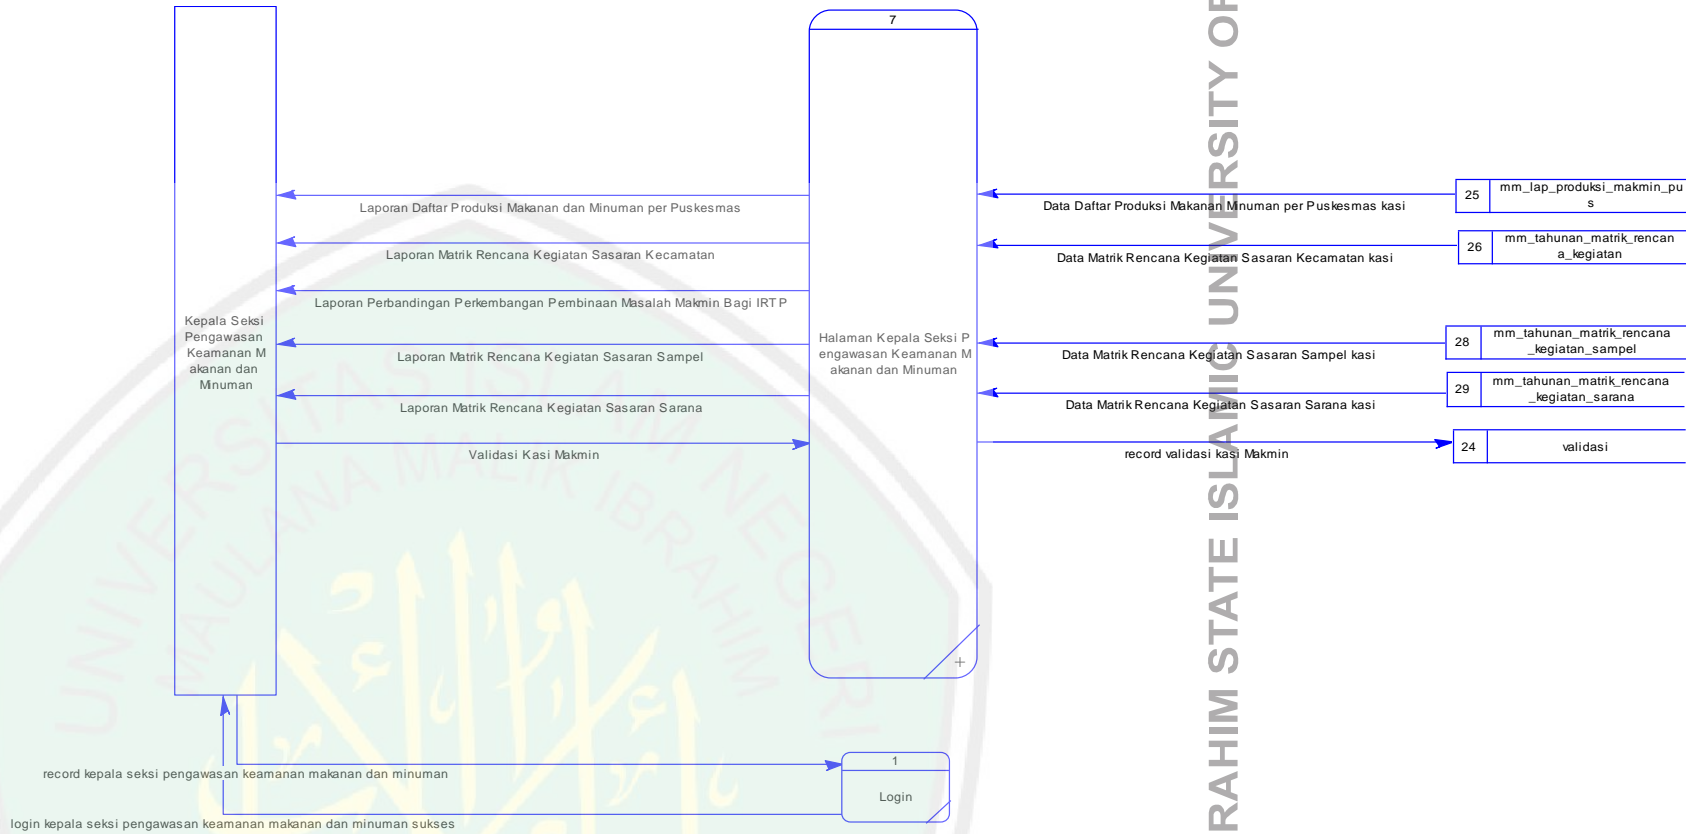 7
Laporan Daftar Produksi Makanan dan Minuman per Puskesmas
Laporan Matrik Rencana Kegiatan Sasaran Kecamatan
Laporan Perbandingan Perkembangan Pembinaan Masalah Makmin Bagi IRTP
Laporan Matrik Rencana Kegiatan Sasaran Sampel
Laporan Matrik Rencana Kegiatan Sasaran Sarana
Validasi Kasi Makmin
Kepala Seksi
Pengawasan
Keamanan M
akanan dan
Minuman
Halaman Kepala Seksi P
engawasan Keamanan M
akanan dan Minuman
+
Data Daftar Produksi Makanan Minuman per Puskesmas kasi
Data Matrik Rencana Kegiatan Sasaran Kecamatan kasi
Data Matrik Rencana Kegiatan Sasaran Sampel kasi
Data Matrik Rencana Kegiatan Sasaran Sarana kasi
record validasi kasi Makmin
25
mm_lap_produksi_makmin_pu
s
26
mm_tahunan_matrik_rencan
a_kegiatan
28
mm_tahunan_matrik_rencana
_kegiatan_sampel
29
mm_tahunan_matrik_rencana
_kegiatan_sarana
24
validasi
record kepala seksi pengawasan keamanan makanan dan minuman
login kepala seksi pengawasan keamanan makanan dan minuman sukses
1
Login
UNIVERSITAS ISLAM NEGERI
MAULANA MALIK IBRAHIM
RAHIM STATE ISLAMIC UNIVERSITY OF